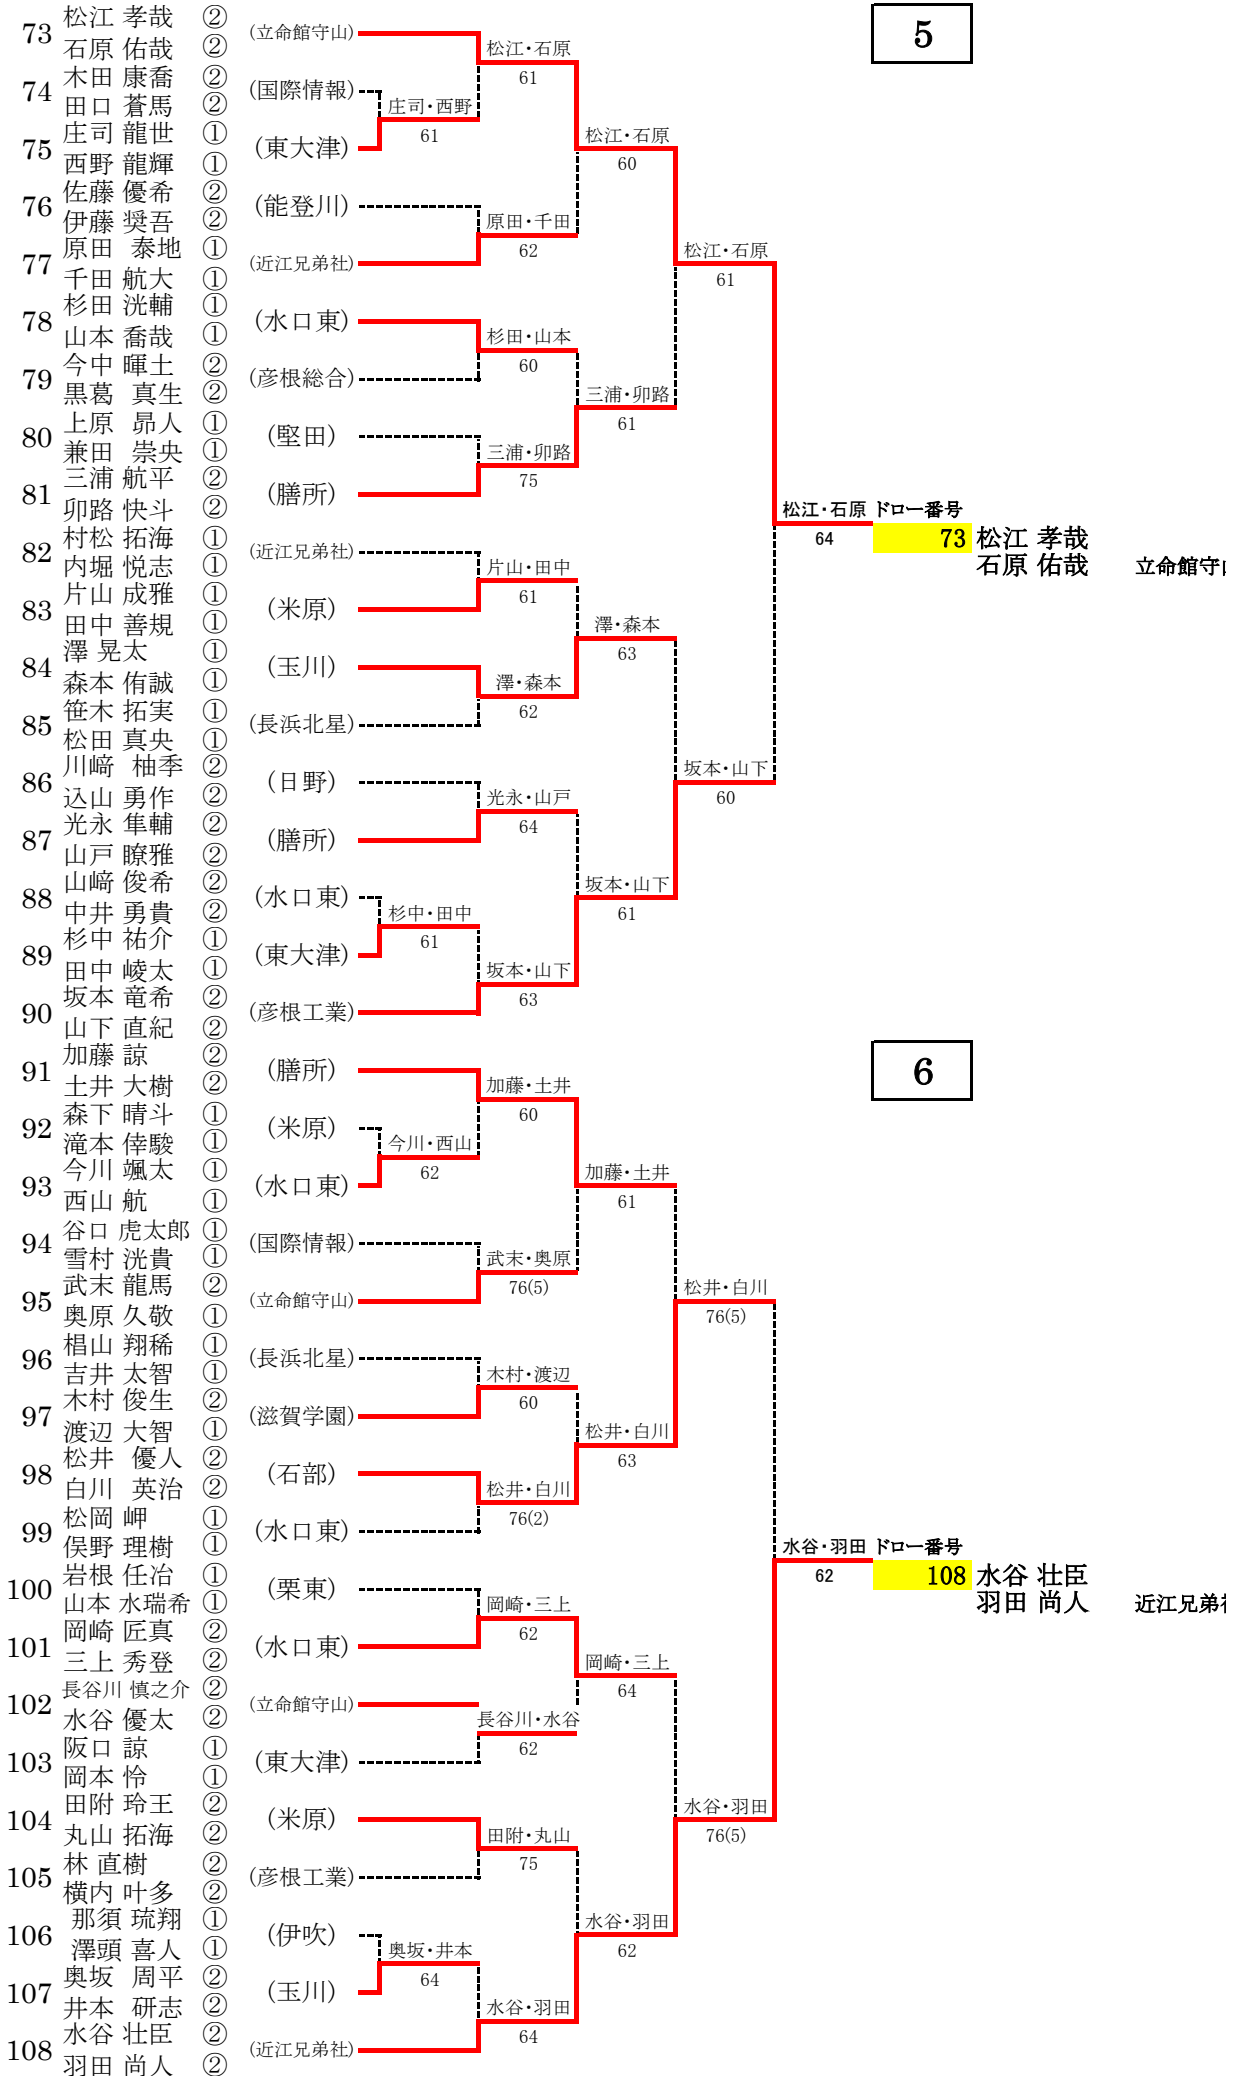 5
73 松江 孝哉 ② (立命館守山)
石原 佑哉 ②
松江・石原
61
74 木田 康喬 ② (国際情報)
田口 蒼馬 ②
庄司・西野
61
75 庄司 龍世 ① (東大津)
西野 龍輝 ①
松江・石原
60
76 佐藤 優希 ② (能登川)
伊藤 奨吾 ②
原田・千田
62
77 原田 泰地 ① (近江兄弟社)
千田 航大 ①
松江・石原
61
78 杉田 洸輔 ① (水口東)
山本 喬哉 ①
杉田・山本
60
79 今中 暉土 ② (彦根総合)
黒葛 真生 ②
三浦・卯路
61
80 上原 昴人 ① (堅田)
兼田 崇央 ①
三浦・卯路
75
81 三浦 航平 ② (膳所)
卯路 快斗 ②
松江・石原 ドロー番号
64
73 松江 孝哉
石原 佑哉 立命館守
82 村松 拓海 ① (近江兄弟社)
内堀 悦志 ①
片山・田中
61
83 片山 成雅 ① (米原)
田中 善規 ①
澤・森本
63
84 澤 晃太 ① (玉川)
森本 侑誠 ①
澤・森本
62
85 笹木 拓実 ① (長浜北星)
松田 真央 ①
坂本・山下
60
86 川﨑 柚季 ② (日野)
込山 勇作 ②
光永・山戸
64
87 光永 隼輔 ② (膳所)
山戸 瞭雅 ②
坂本・山下
61
88 山﨑 俊希 ② (水口東)
中井 勇貴 ②
杉中・田中
61
89 杉中 祐介 ① (東大津)
田中 崚太 ①
坂本・山下
63
90 坂本 竜希 ② (彦根工業)
山下 直紀 ②
6
91 加藤 諒 ② (膳所)
土井 大樹 ②
加藤・土井
60
92 森下 晴斗 ① (米原)
滝本 倖駿 ①
今川・西山
62
93 今川 颯太 ① (水口東)
西山 航 ①
加藤・土井
61
94 谷口 虎太郎 ① (国際情報)
雪村 洸貴 ①
武末・奥原
76(5)
95 武末 龍馬 ② (立命館守山)
奥原 久敬 ①
松井・白川
76(5)
96 椙山 翔稀 ① (長浜北星)
吉井 太智 ①
木村・渡辺
60
97 木村 俊生 ② (滋賀学園)
渡辺 大智 ①
松井・白川
63
98 松井 優人 ② (石部)
白川 英治 ②
松井・白川
76(2)
99 松岡 岬 ① (水口東)
俣野 理樹 ①
水谷・羽田 ドロー番号
62
108 水谷 壮臣
羽田 尚人 近江兄弟
100 岩根 任冶 ① (栗東)
山本 水瑞希 ①
岡崎・三上
62
101 岡崎 匠真 ② (水口東)
三上 秀登 ②
岡崎・三上
64
102 長谷川 慎之介 ② (立命館守山)
水谷 優太 ②
長谷川・水谷
62
103 阪口 諒 ① (東大津)
岡本 怜 ①
水谷・羽田
76(5)
104 田附 玲王 ② (米原)
丸山 拓海 ②
田附・丸山
75
105 林 直樹 ② (彦根工業)
横内 叶多 ②
水谷・羽田
62
106 那須 琉翔 ① (伊吹)
澤頭 喜人 ①
奥坂・井本
64
107 奥坂 周平 ② (玉川)
井本 研志 ②
水谷・羽田
64
108 水谷 壮臣 ② (近江兄弟社)
羽田 尚人 ②